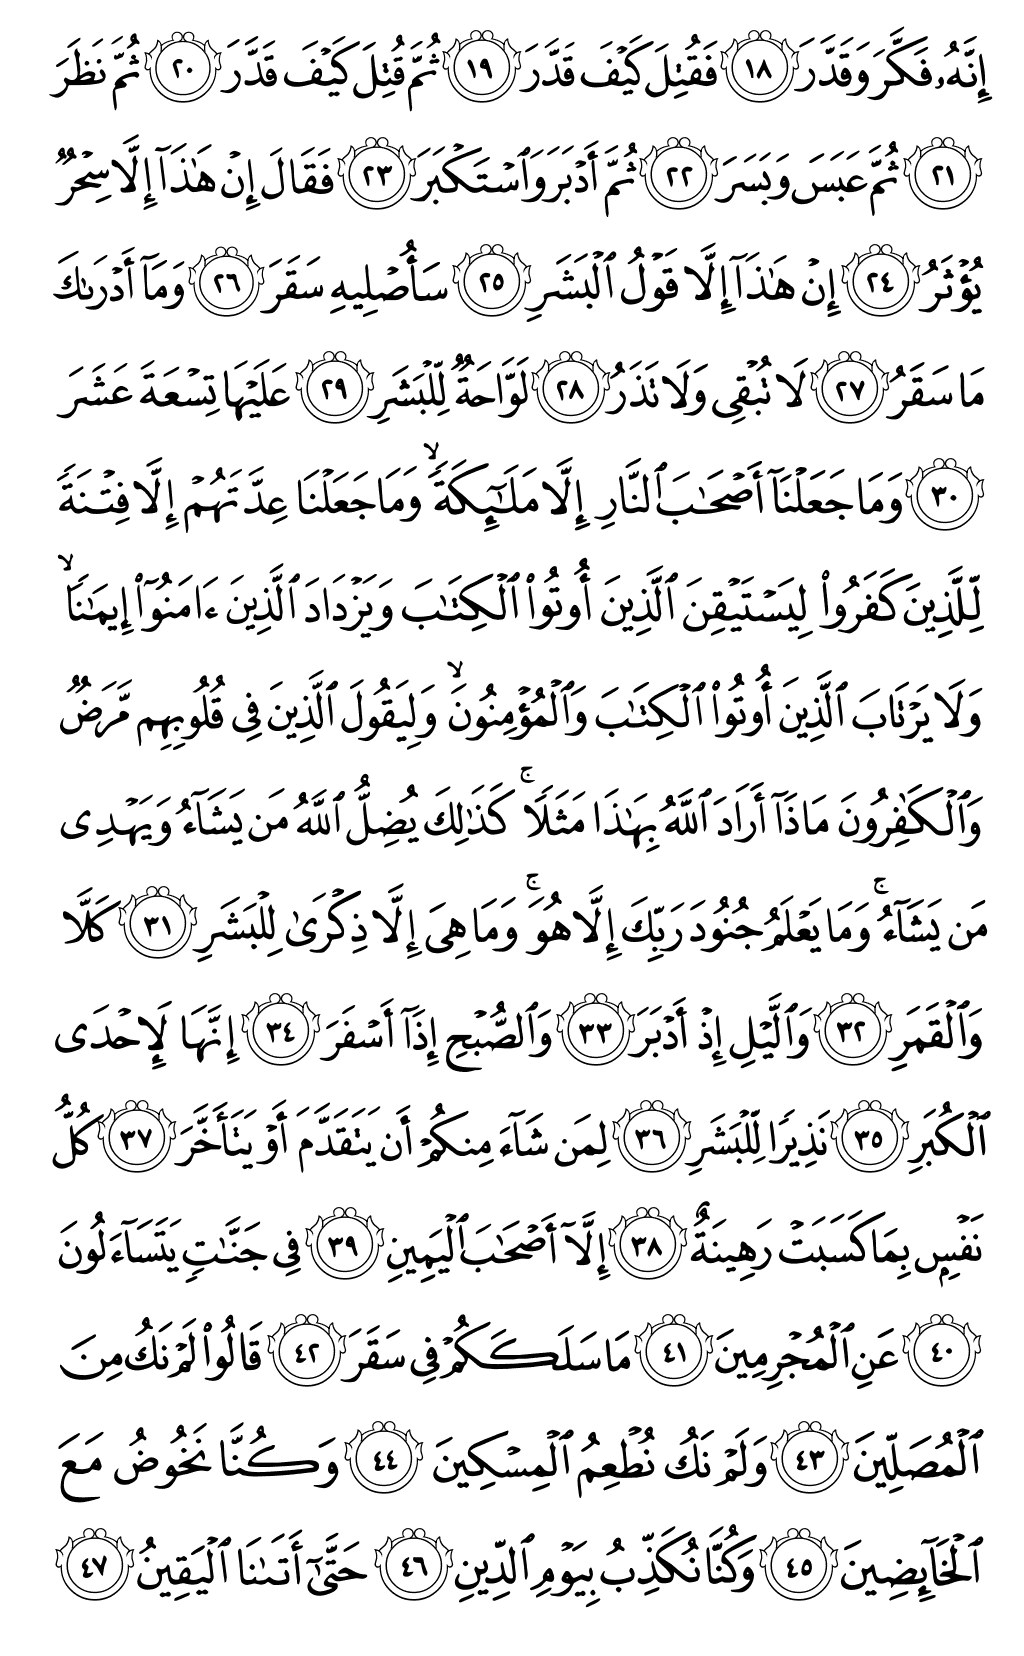 إِنَّهُۥ فَكَّرَ وَقَدَّرَ ١٨ فَقُتِلَ كَيْفَ قَدَّرَ ١٩ ثُمَّ قُتِلَ كَيْفَ قَدَّرَ ٢٠ ثُمَّ نَظَرَ
٢١ ثُمَّ عَبَسَ وَبَسَرَ ٢٢ ثُمَّ أَدْبَرَ وَٱسْتَكْبَرَ ٢٣ فَقَالَ إِنْ هَٰذَآ إِلَّا سِحْرٌ
يُؤْثَرُ ٢٤ إِنْ هَٰذَآ إِلَّا قَوْلُ ٱلْبَشَرِ ٢٥ سَأُصْلِيهِ سَقَرَ ٢٦ وَمَآ أَدْرَىٰكَ
مَا سَقَرُ ٢٧ لَا تُبْقِى وَلَا تَذَرُ ٢٨ لَوَّاحَةٌ لِّلْبَشَرِ ٢٩ عَلَيْهَا تِسْعَةَ عَشَرَ
٣٠ وَمَا جَعَلْنَآ أَصْحَٰبَ ٱلنَّارِ إِلَّا مَلَٰٓئِكَةً ۙ وَمَا جَعَلْنَا عِدَّتَهُمْ إِلَّا فِتْنَةً
لِّلَّذِينَ كَفَرُوا۟ لِيَسْتَيْقِنَ ٱلَّذِينَ أُوتُوا۟ ٱلْكِتَٰبَ وَيَزْدَادَ ٱلَّذِينَ ءَامَنُوٓا۟ إِيمَٰنًا ۙ
وَلَا يَرْتَابَ ٱلَّذِينَ أُوتُوا۟ ٱلْكِتَٰبَ وَٱلْمُؤْمِنُونَ ۙ وَلِيَقُولَ ٱلَّذِينَ فِى قُلُوبِهِم مَّرَضٌ
وَٱلْكَٰفِرُونَ مَاذَآ أَرَادَ ٱللَّهُ بِهَٰذَا مَثَلًا ۚ كَذَٰلِكَ يُضِلُّ ٱللَّهُ مَن يَشَآءُ وَيَهْدِى
مَن يَشَآءُ ۚ وَمَا يَعْلَمُ جُنُودَ رَبِّكَ إِلَّا هُوَ ۚ وَمَا هِىَ إِلَّا ذِكْرَىٰ لِلْبَشَرِ ٣١ كَلَّا
وَٱلْقَمَرِ ٣٢ وَٱلَّيْلِ إِذْ أَدْبَرَ ٣٣ وَٱلصُّبْحِ إِذَآ أَسْفَرَ ٣٤ إِنَّهَا لَإِحْدَى
ٱلْكُبَرِ ٣٥ نَذِيرًا لِّلْبَشَرِ ٣٦ لِمَن شَآءَ مِنكُمْ أَن يَتَقَدَّمَ أَوْ يَتَأَخَّرَ ٣٧ كُلُّ
نَفْسٍۭ بِمَا كَسَبَتْ رَهِينَةٌ ٣٨ إِلَّآ أَصْحَٰبَ ٱلْيَمِينِ ٣٩ فِى جَنَّٰتٍ يَتَسَآءَلُونَ
٤٠ عَنِ ٱلْمُجْرِمِينَ ٤١ مَا سَلَكَكُمْ فِى سَقَرَ ٤٢ قَالُوا۟ لَمْ نَكُ مِنَ
ٱلْمُصَلِّينَ ٤٣ وَلَمْ نَكُ نُطْعِمُ ٱلْمِسْكِينَ ٤٤ وَكُنَّا نَخُوضُ مَعَ
ٱلْخَآئِضِينَ ٤٥ وَكُنَّا نُكَذِّبُ بِيَوْمِ ٱلدِّينِ ٤٦ حَتَّىٰٓ أَتَىٰنَا ٱلْيَقِينُ ٤٧